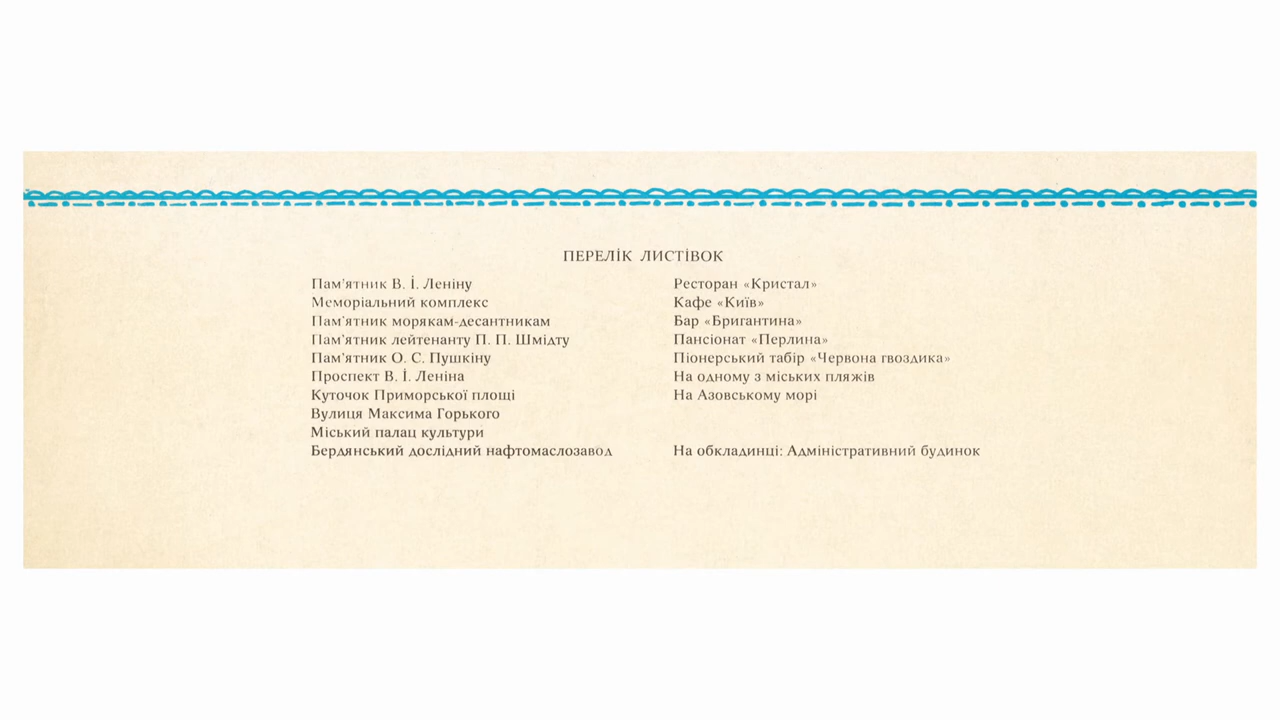 ПЕРЕЛІК ЛИСТІВОК
Пам'ятник В. І. Леніну
Меморіальний комплекс
Пам'ятник морякам-десантникам
Пам'ятник лейтенанту П. П. Шмідту
Пам'ятник О. С. Пушкіну
Проспект В. І. Леніна
Куточок Приморської площі
Вулиця Максима Горького
Міський палац культури
Бердянський дослідний нафтомаслозавод
Ресторан «Кристал»
Кафе «Київ»
Бар «Бригантина»
Пансіонат «Перлина»
Піонерський табір «Червона гвоздика»
На одному з міських пляжів
На Азовському морі
На обкладинці: Адміністративний будинок